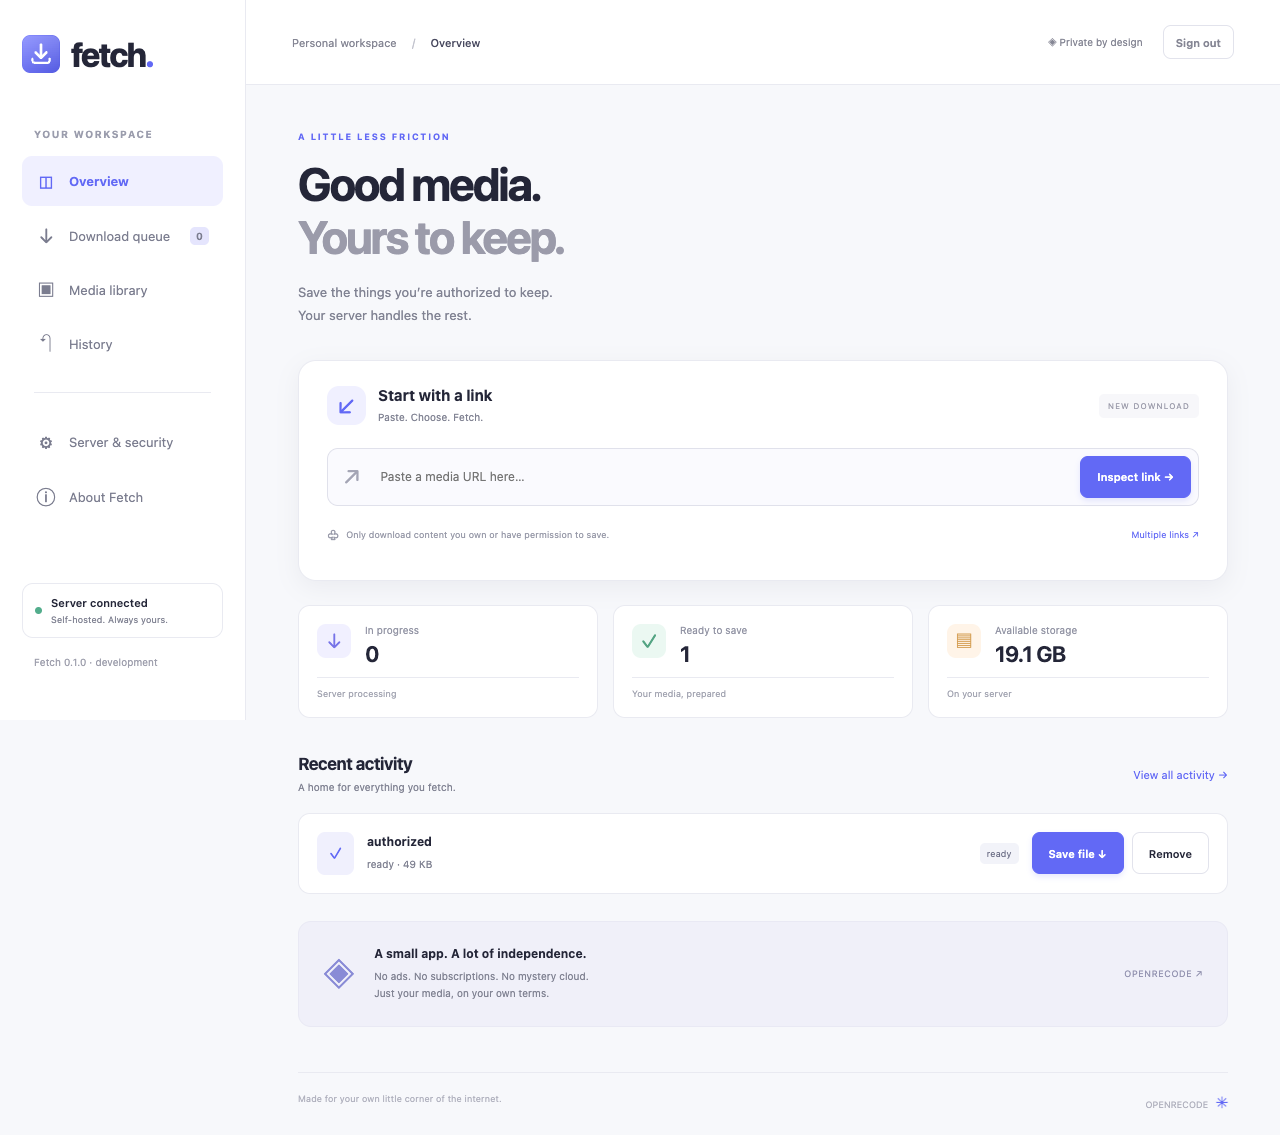 fetch.
YOUR WORKSPACE
Overview
Download queue 0
Media library
History
Server & security
About Fetch
Server connected
Self-hosted. Always yours.
Fetch 0.1.0 · development
Personal workspace / Overview
Private by design
Sign out
A LITTLE LESS FRICTION
Good media.
Yours to keep.
Save the things you’re authorized to keep.
Your server handles the rest.
Start with a link
Paste. Choose. Fetch.
NEW DOWNLOAD
Paste a media URL here...
Inspect link →
Only download content you own or have permission to save.
Multiple links ↗
In progress
0
Server processing
Ready to save
1
Your media, prepared
Available storage
19.1 GB
On your server
Recent activity
A home for everything you fetch.
View all activity →
authorized
ready · 49 KB
ready
Save file ↓
Remove
A small app. A lot of independence.
No ads. No subscriptions. No mystery cloud.
Just your media, on your own terms.
OPENRECODE ↗
Made for your own little corner of the internet.
OPENRECODE